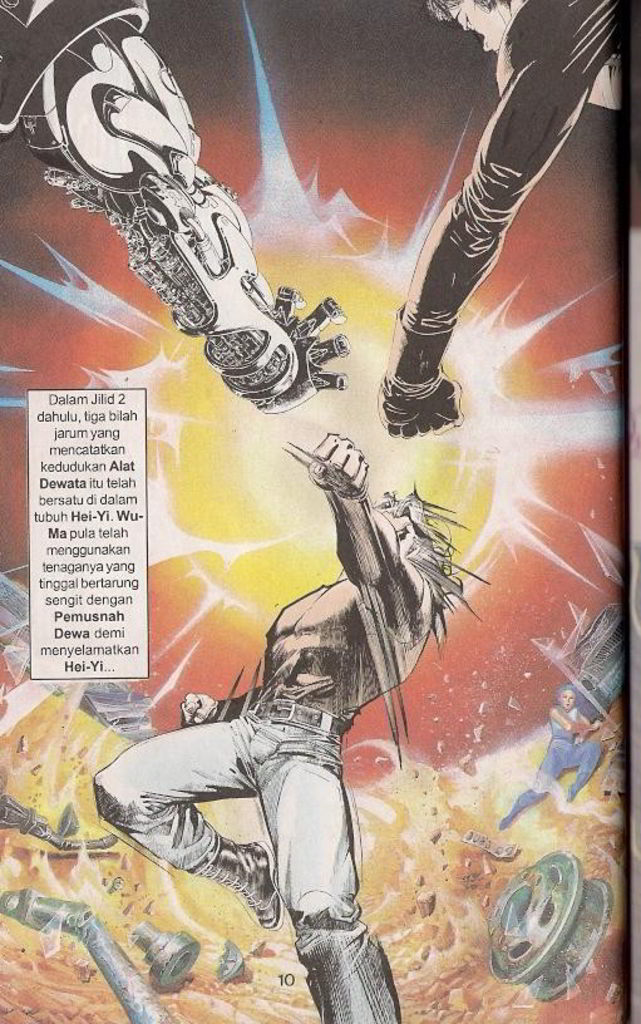 Dalam Jilid 2
dahulu, tiga bilah
jarum yang
mencatatkan
kedudukan Alat
Dewata itu telah
bersatu di dalam
tubuh Hei-Yi. Wu-
Ma pula telah
menggunakan
tenaganya yang
tinggal bertarung
sengit dengan
Pemusnah
Dewa demi
menyelamatkan
Hei-Yi...
10